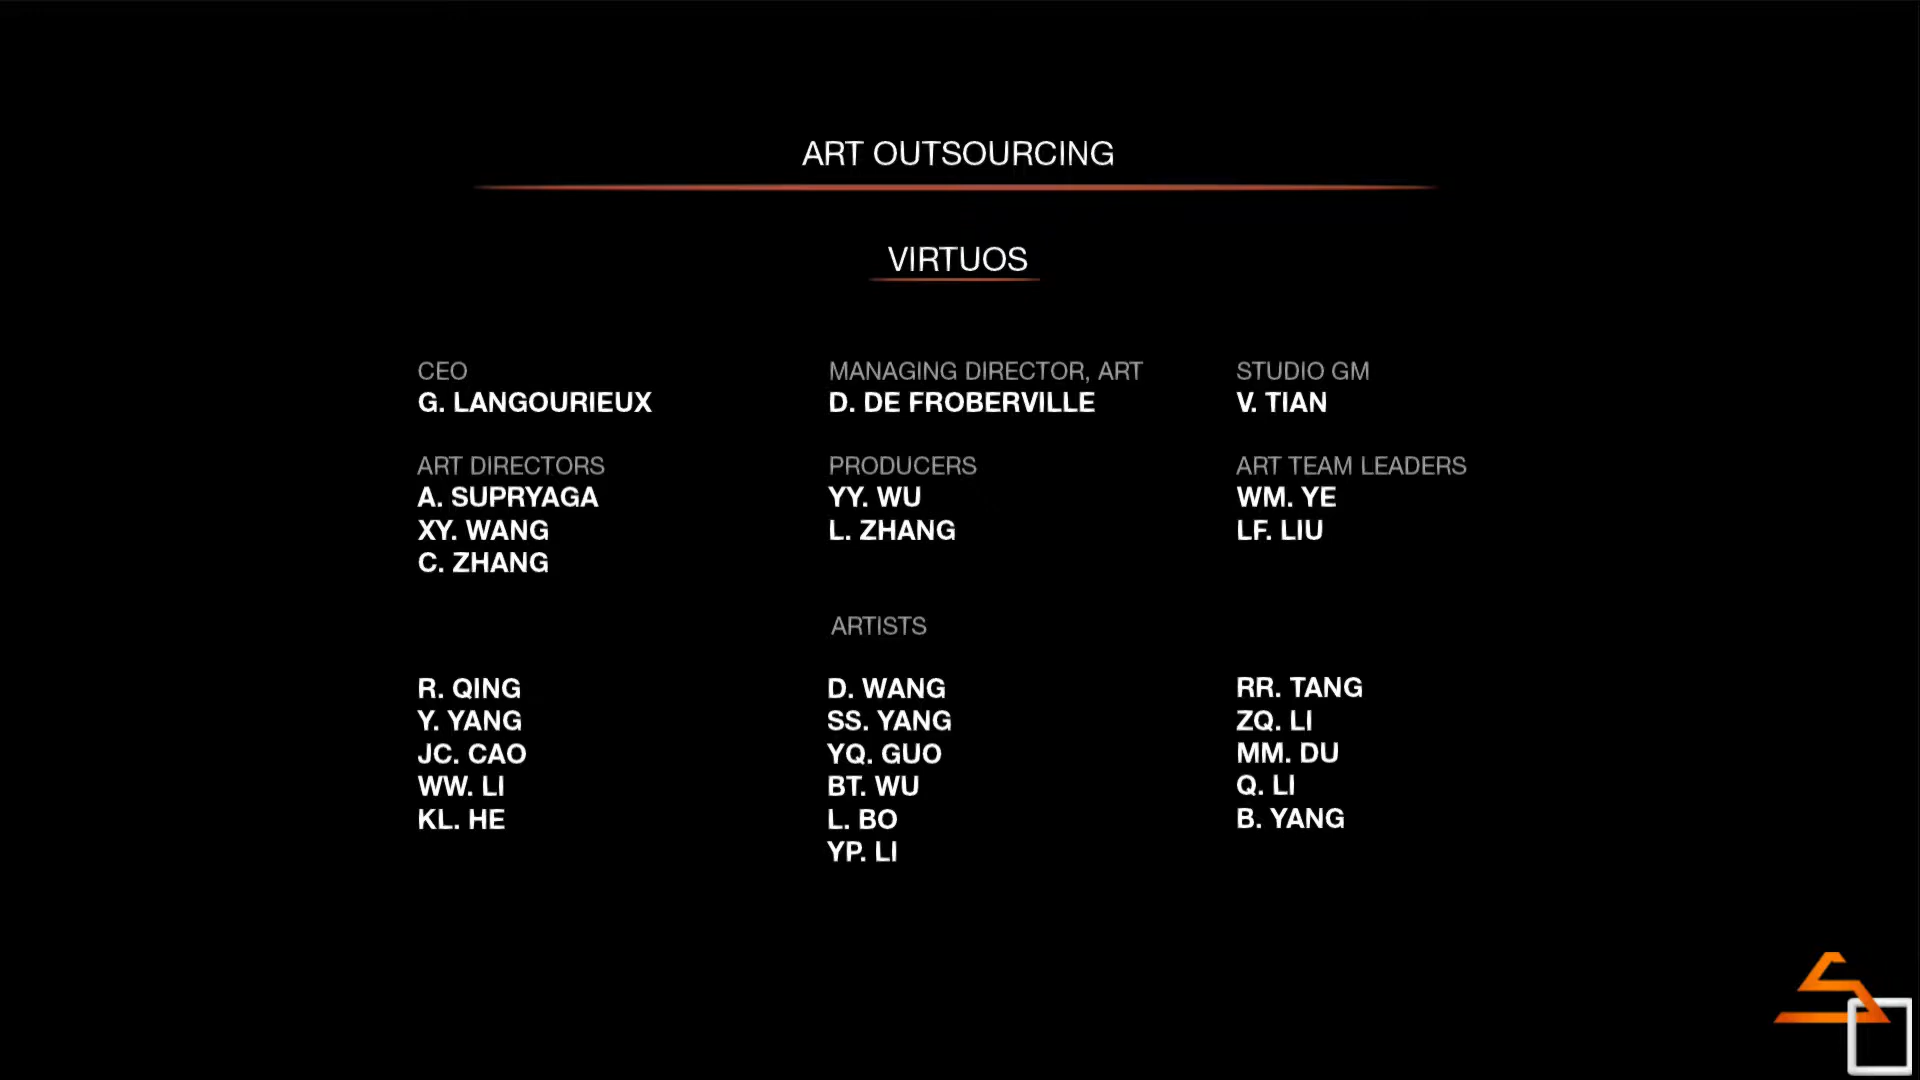 ART OUTSOURCING
VIRTUOS
CEO
G. LANGOURIEUX
MANAGING DIRECTOR, ART
D. DE FROBERVILLE
STUDIO GM
V. TIAN
ART DIRECTORS
A. SUPRYAGA
XY. WANG
C. ZHANG
PRODUCERS
YY. WU
L. ZHANG
ART TEAM LEADERS
WM. YE
LF. LIU
ARTISTS
R. QING
Y. YANG
JC. CAO
WW. LI
KL. HE
D. WANG
SS. YANG
YQ. GUO
BT. WU
L. BO
YP. LI
RR. TANG
ZQ. LI
MM. DU
Q. LI
B. YANG